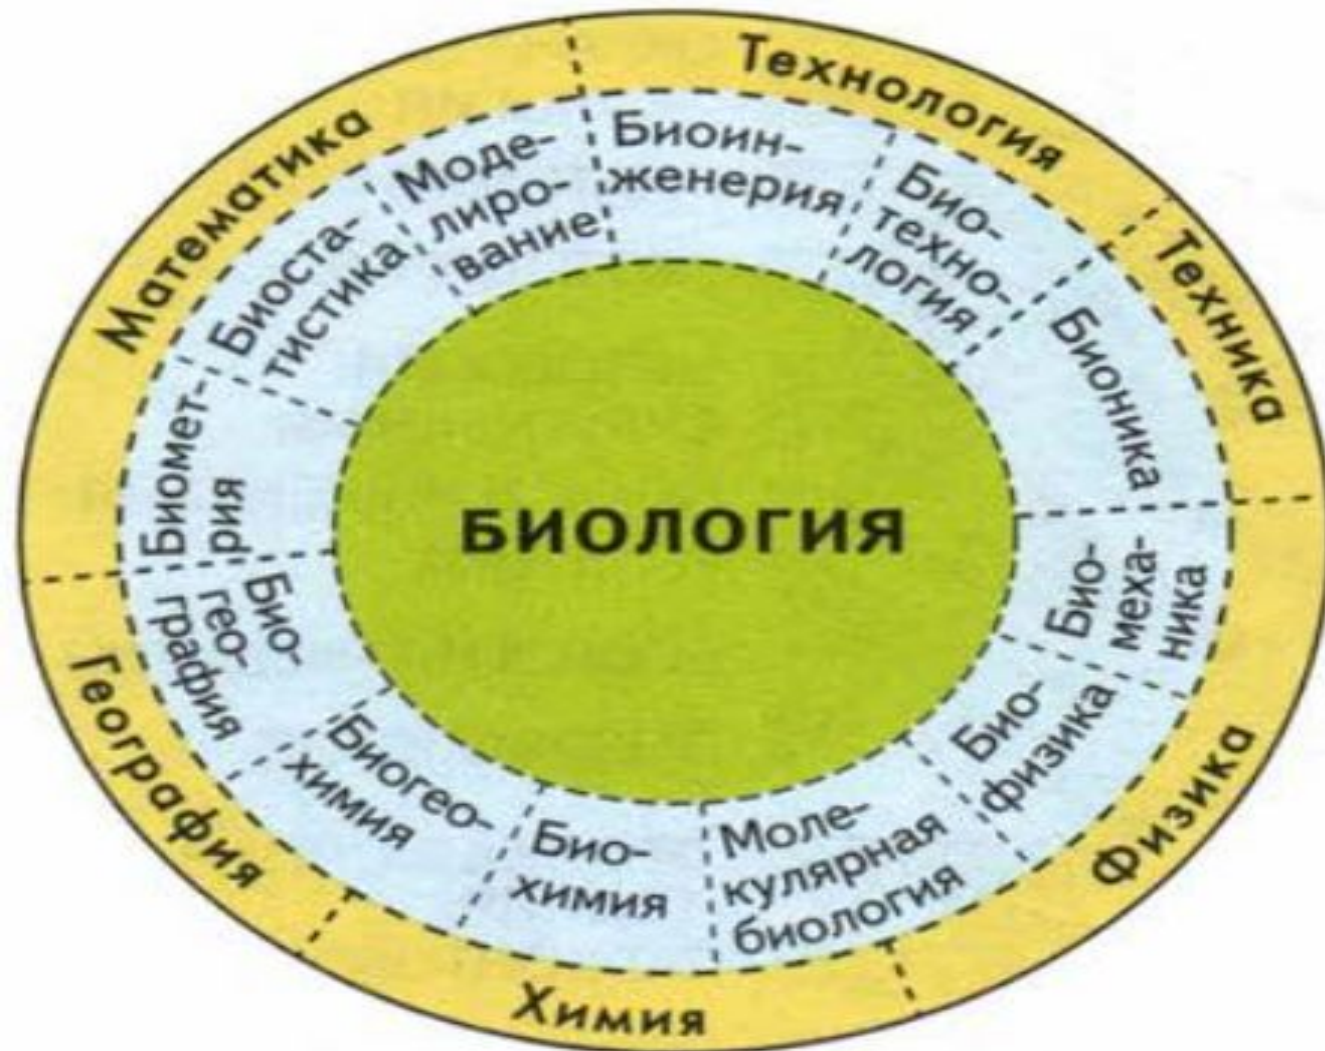 Технология
Техника
Физика
Химия
География
Математика
Биоин-
женерия
Био-
техно-
логия
Бионика
Био-
меха-
ника
Био-
физика
Моле-
кулярная
биология
Био-
химия
Биогео-
химия
Био-
гео-
графия
Биомет-
рия
Биоста-
тистика
Моде-
лиро-
вание
БИОЛОГИЯ